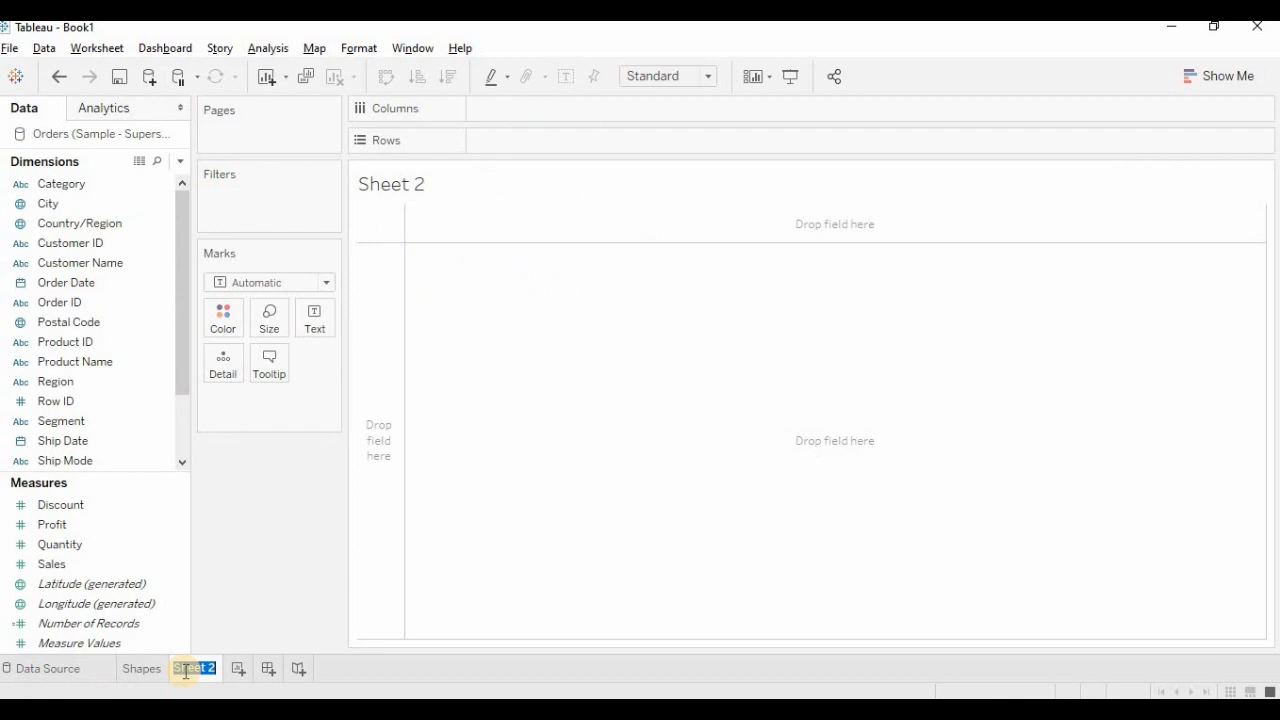 Tableau - Book1
File Data Worksheet Dashboard Story Analysis Map Format Window Help
Standard
Show Me
Data Analytics
Orders (Sample - Supers...
Dimensions
Category
City
Country/Region
Customer ID
Customer Name
Order Date
Order ID
Postal Code
Product ID
Product Name
Region
Row ID
Segment
Ship Date
Ship Mode
Measures
Discount
Profit
Quantity
Sales
Latitude (generated)
Longitude (generated)
Number of Records
Measure Values
Pages
Filters
Marks
Automatic
Color Size Text
Detail Tooltip
Columns
Rows
Sheet 2
Drop field here
Drop
field
here
Drop field here
Data Source Shapes Sheet 2